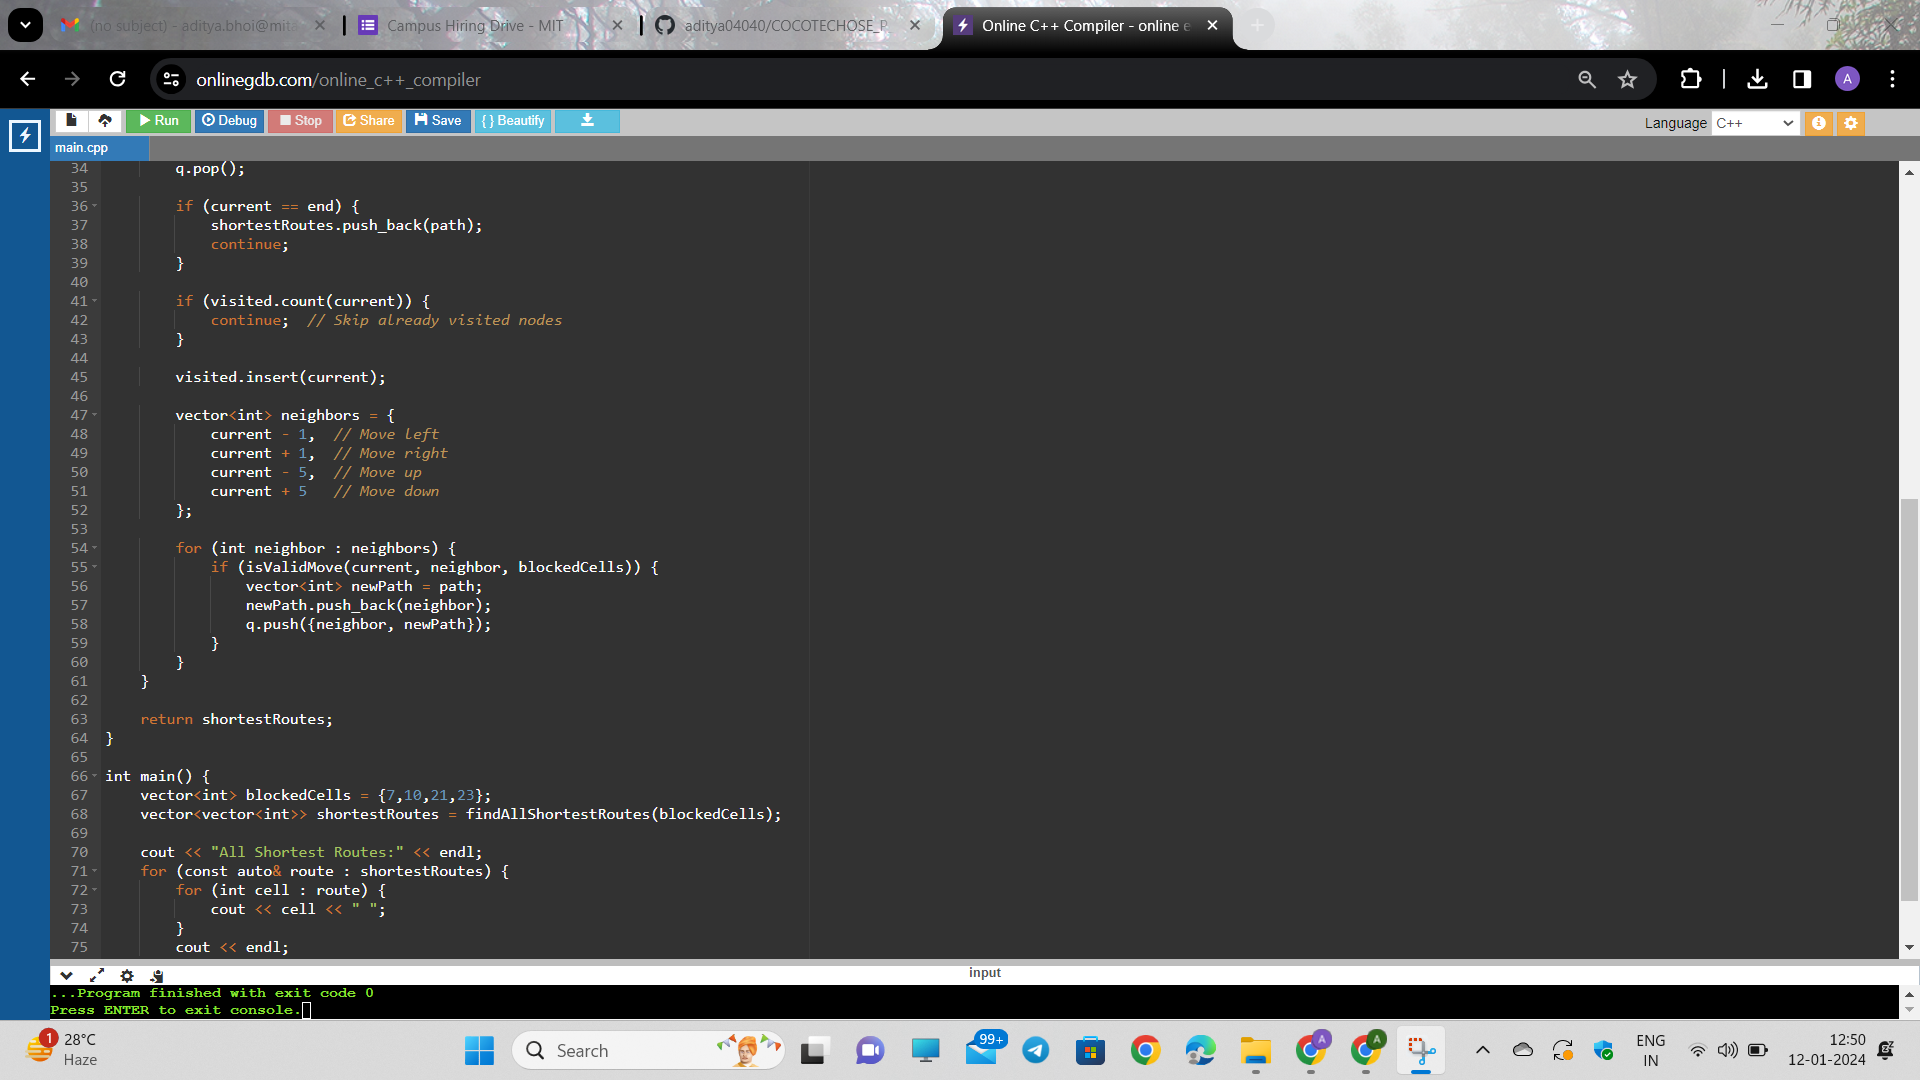 (no subject) - aditya.bhoi@mita
Campus Hiring Drive - MIT
aditya04040/COCOTECHOSE_P
Online C++ Compiler - online e
onlinegdb.com/online_c++_compiler
A
Run
Debug
Stop
Share
Save
{ } Beautify
Language C++
main.cpp
34 q.pop();
35
36 if (current == end) {
37 shortestRoutes.push_back(path);
38 continue;
39 }
40
41 if (visited.count(current)) {
42 continue; // Skip already visited nodes
43 }
44
45 visited.insert(current);
46
47 vector<int> neighbors = {
48 current - 1, // Move left
49 current + 1, // Move right
50 current - 5, // Move up
51 current + 5 // Move down
52 };
53
54 for (int neighbor : neighbors) {
55 if (isValidMove(current, neighbor, blockedCells)) {
56 vector<int> newPath = path;
57 newPath.push_back(neighbor);
58 q.push({neighbor, newPath});
59 }
60 }
61 }
62
63 return shortestRoutes;
64 }
65
66 int main() {
67 vector<int> blockedCells = {7,10,21,23};
68 vector<vector<int>> shortestRoutes = findAllShortestRoutes(blockedCells);
69
70 cout << "All Shortest Routes:" << endl;
71 for (const auto& route : shortestRoutes) {
72 for (int cell : route) {
73 cout << cell << " ";
74 }
75 cout << endl;
input
...Program finished with exit code 0
Press ENTER to exit console.
1
28°C
Haze
Search
99+
A
A
ENG
IN
12:50
12-01-2024